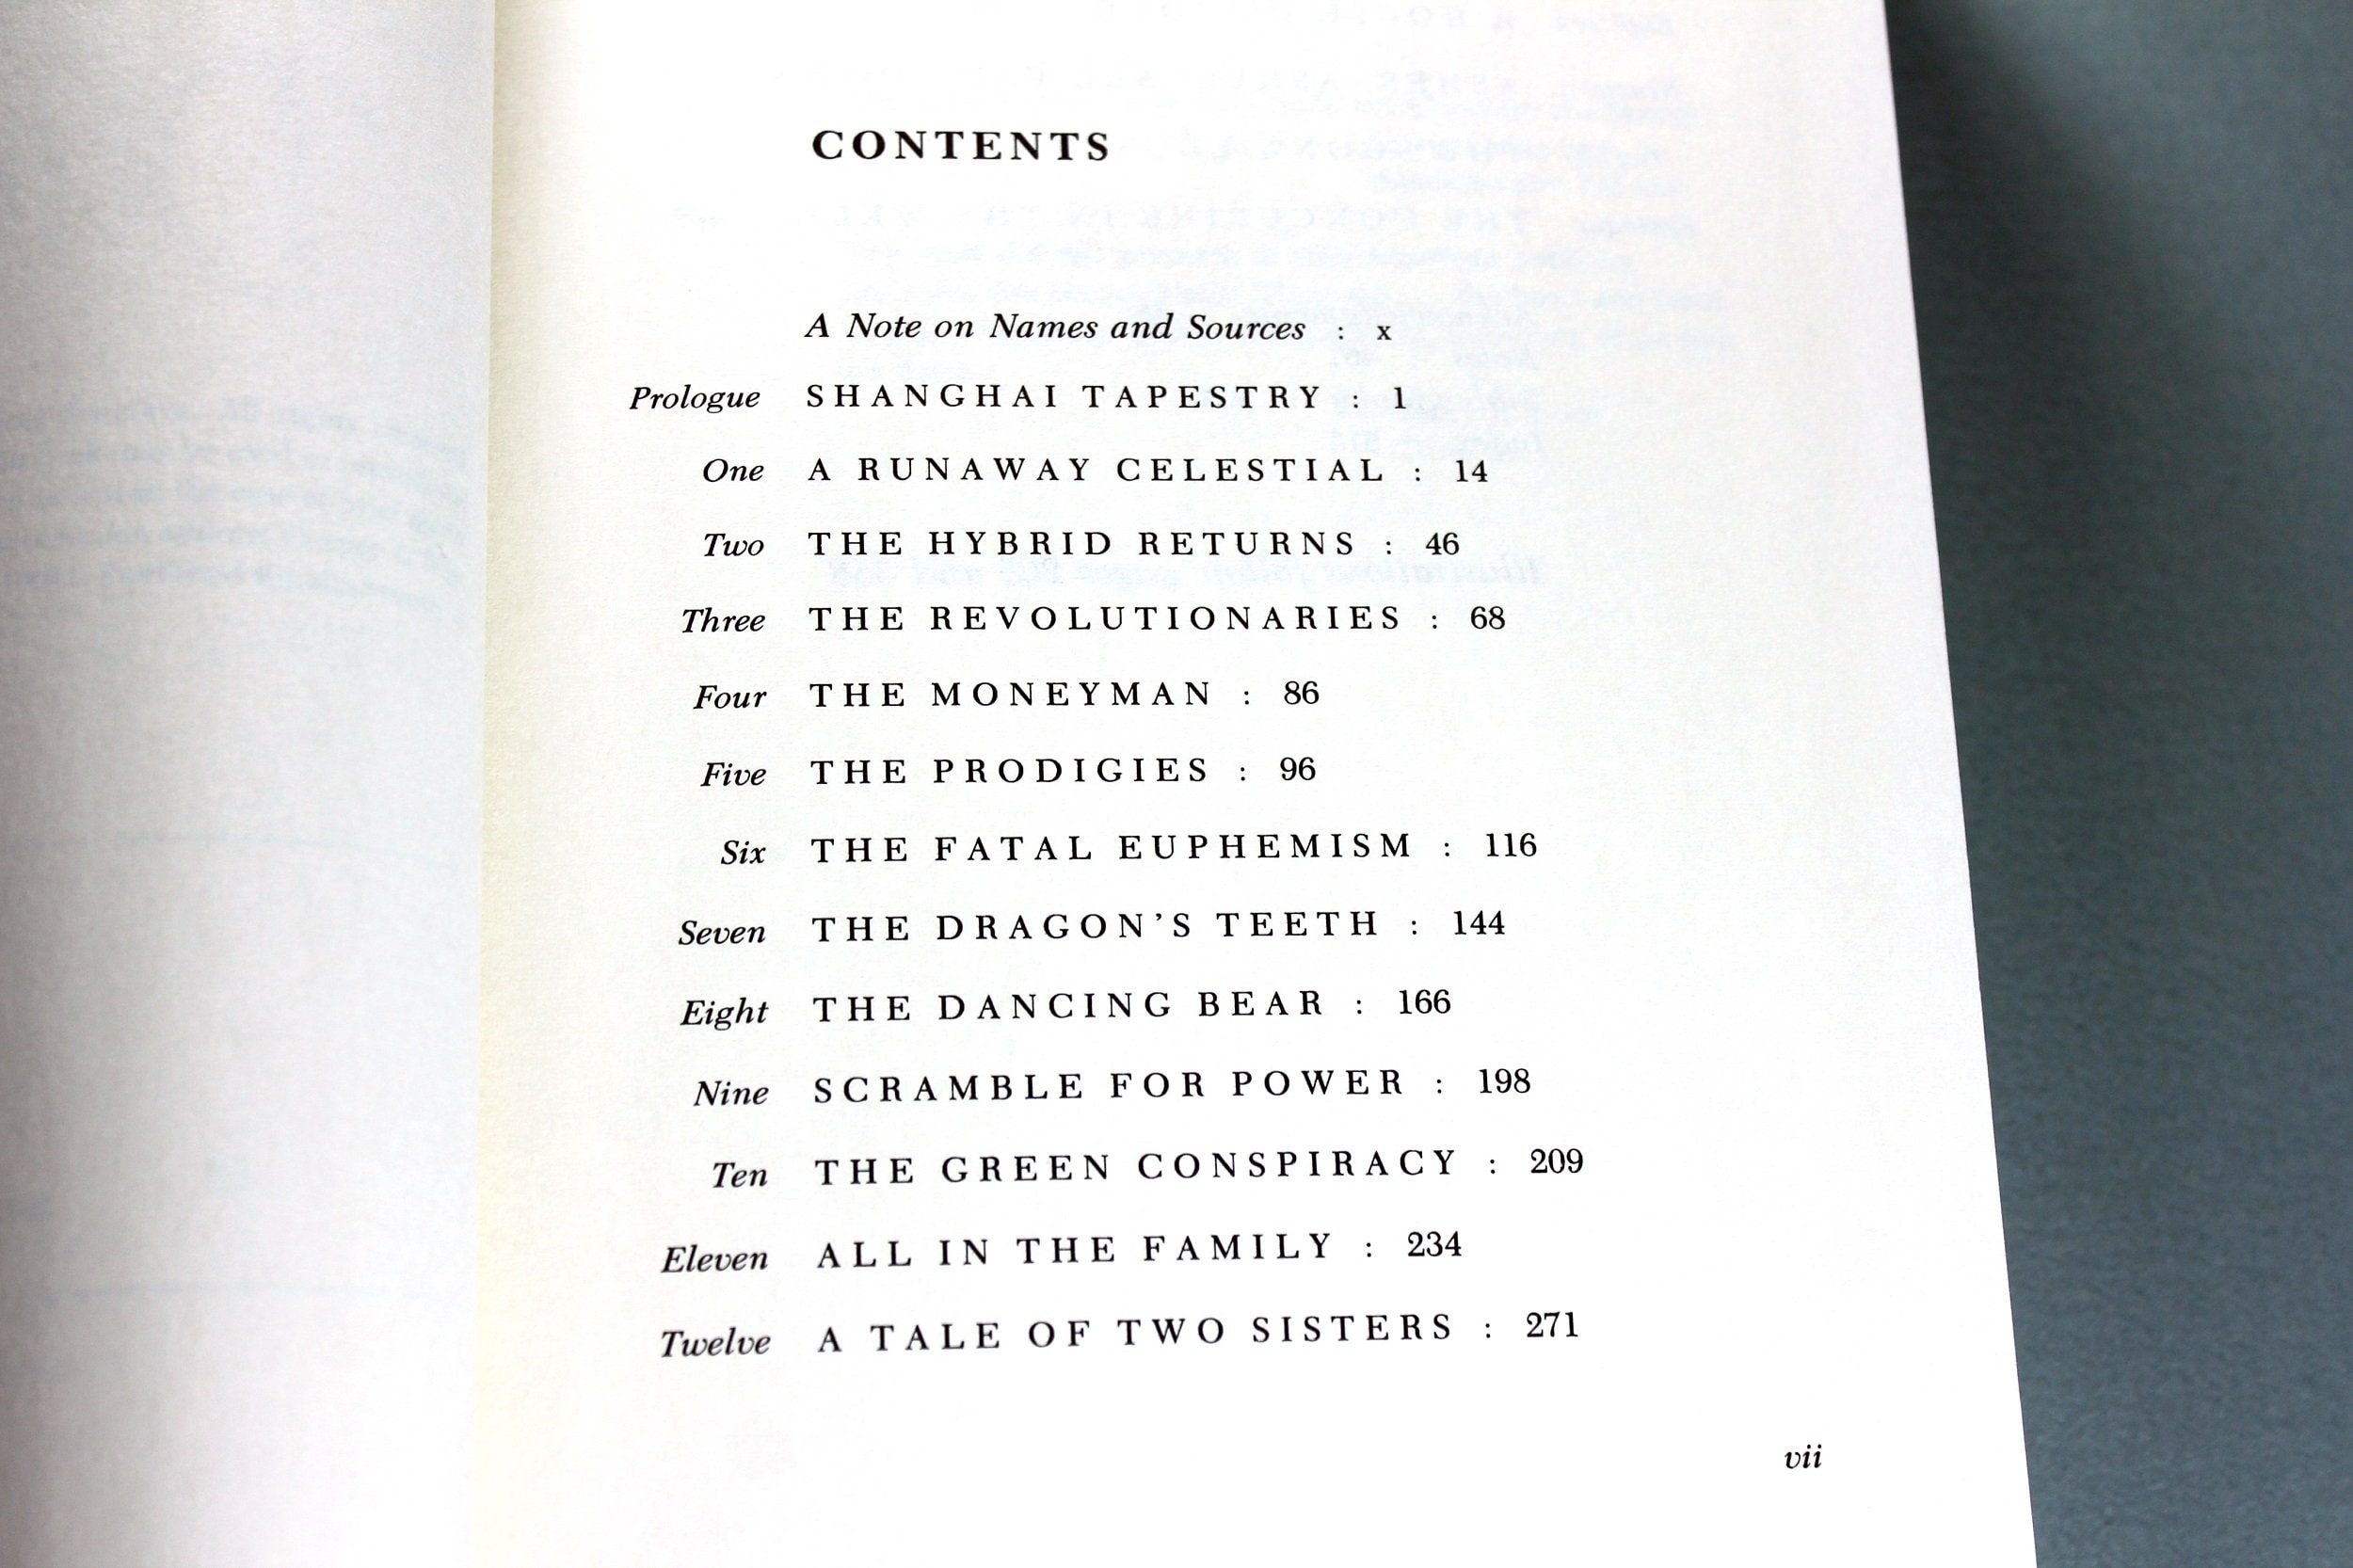 CONTENTS
A Note on Names and Sources : x
Prologue SHANGHAI TAPESTRY : 1
One A RUNAWAY CELESTIAL : 14
Two THE HYBRID RETURNS : 46
Three THE REVOLUTIONARIES : 68
Four THE MONEYMAN : 86
Five THE PRODIGIES : 96
Six THE FATAL EUPHEMISM : 116
Seven THE DRAGON'S TEETH : 144
Eight THE DANCING BEAR : 166
Nine SCRAMBLE FOR POWER : 198
Ten THE GREEN CONSPIRACY : 209
Eleven ALL IN THE FAMILY : 234
Twelve A TALE OF TWO SISTERS : 271
vii